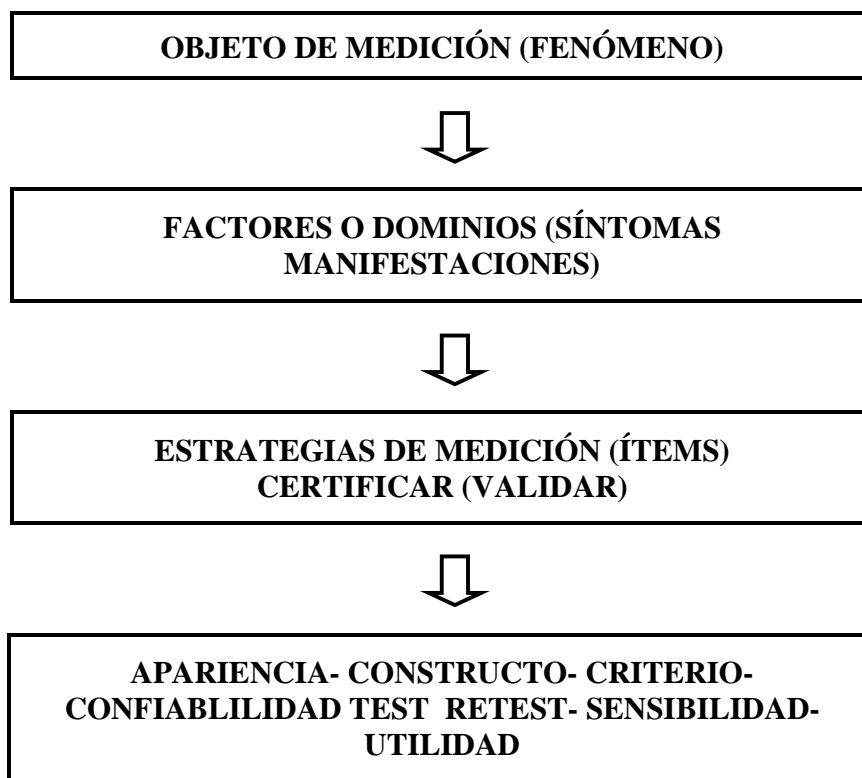 OBJETO DE MEDICIÓN (FENÓMENO)
FACTORES O DOMINIOS (SÍNTOMAS
MANIFESTACIONES)
ESTRATEGIAS DE MEDICIÓN (ÍTEMS)
CERTIFICAR (VALIDAR)
APARIENCIA- CONSTRUCTO- CRITERIO-
CONFIABLILIDAD TEST  RETEST- SENSIBILIDAD-
UTILIDAD